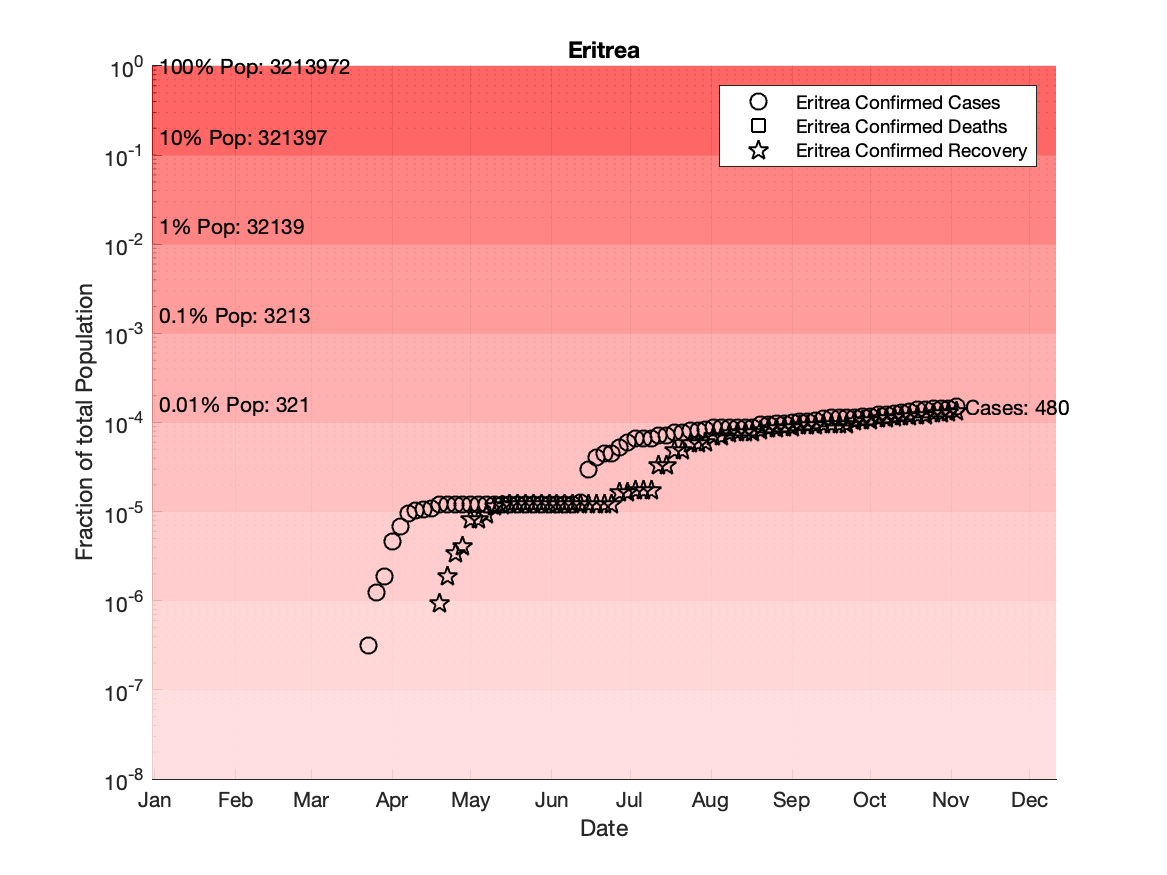 Eritrea
10⁰
100% Pop: 3213972
Eritrea Confirmed Cases
Eritrea Confirmed Deaths
Eritrea Confirmed Recovery
10% Pop: 321397
10⁻¹
1% Pop: 32139
10⁻²
0.1% Pop: 3213
10⁻³
0.01% Pop: 321
10⁻⁴
Cases: 480
10⁻⁵
10⁻⁶
10⁻⁷
10⁻⁸
Fraction of total Population
Jan Feb Mar Apr May Jun Jul Aug Sep Oct Nov Dec
Date